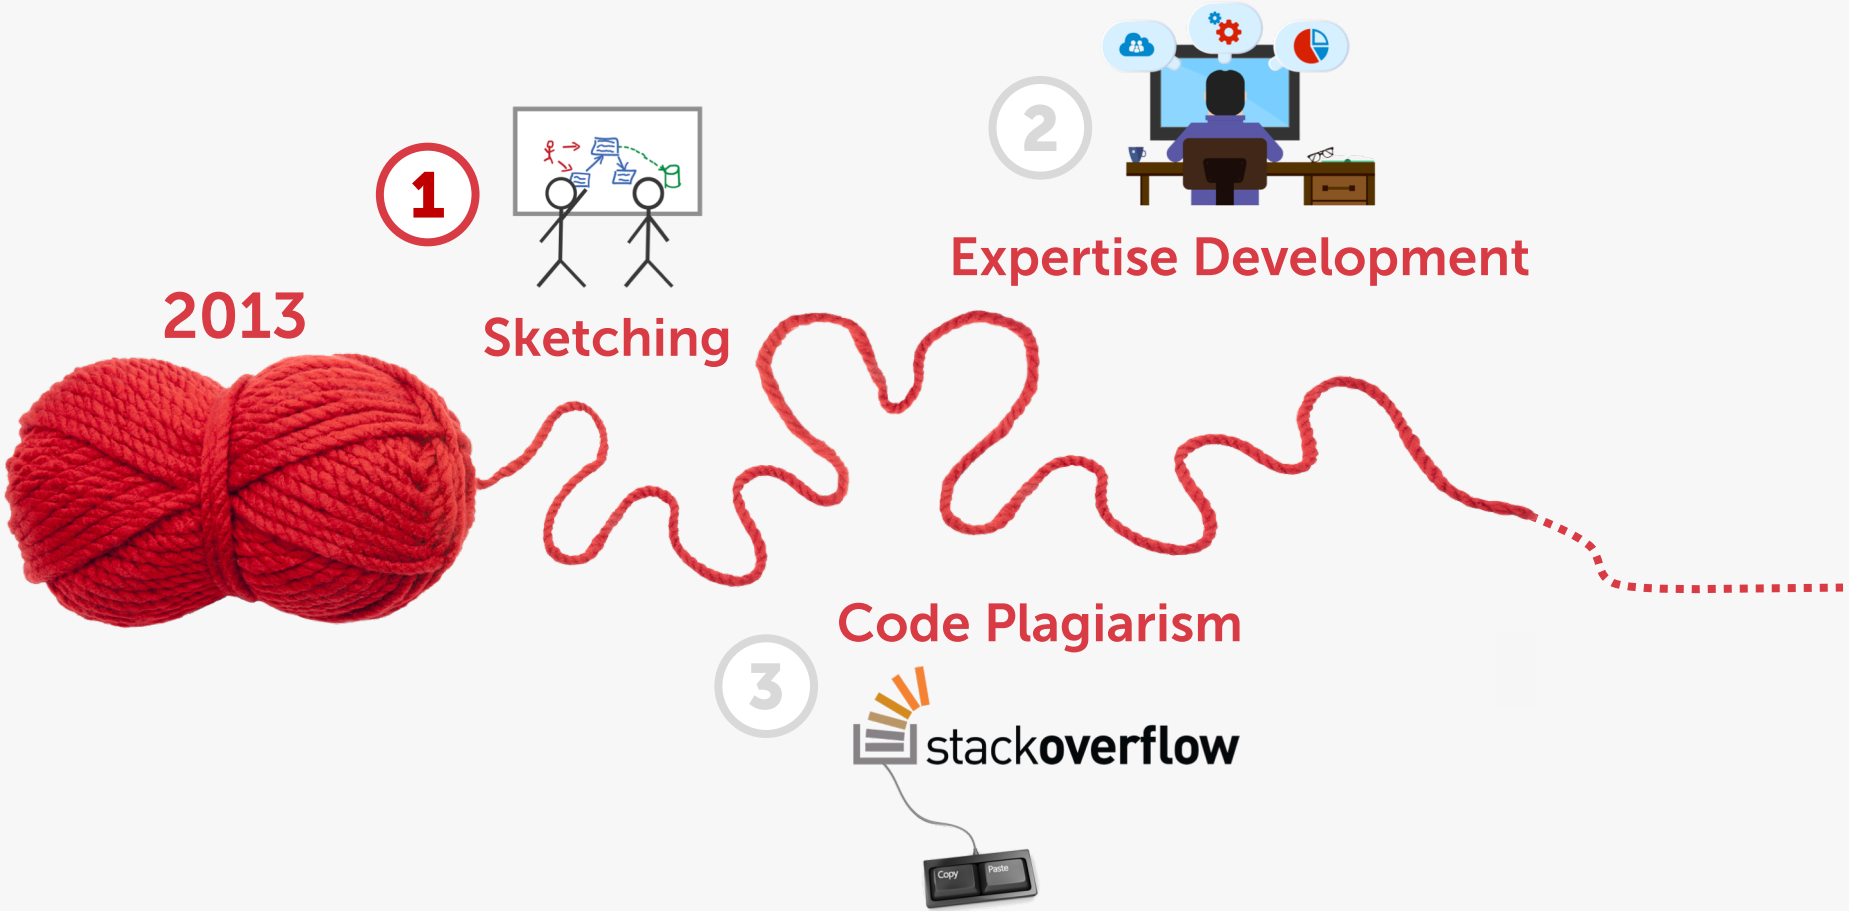 2013
1
Sketching
2
Expertise Development
3
Code Plagiarism
stackoverflow
Copy
Paste